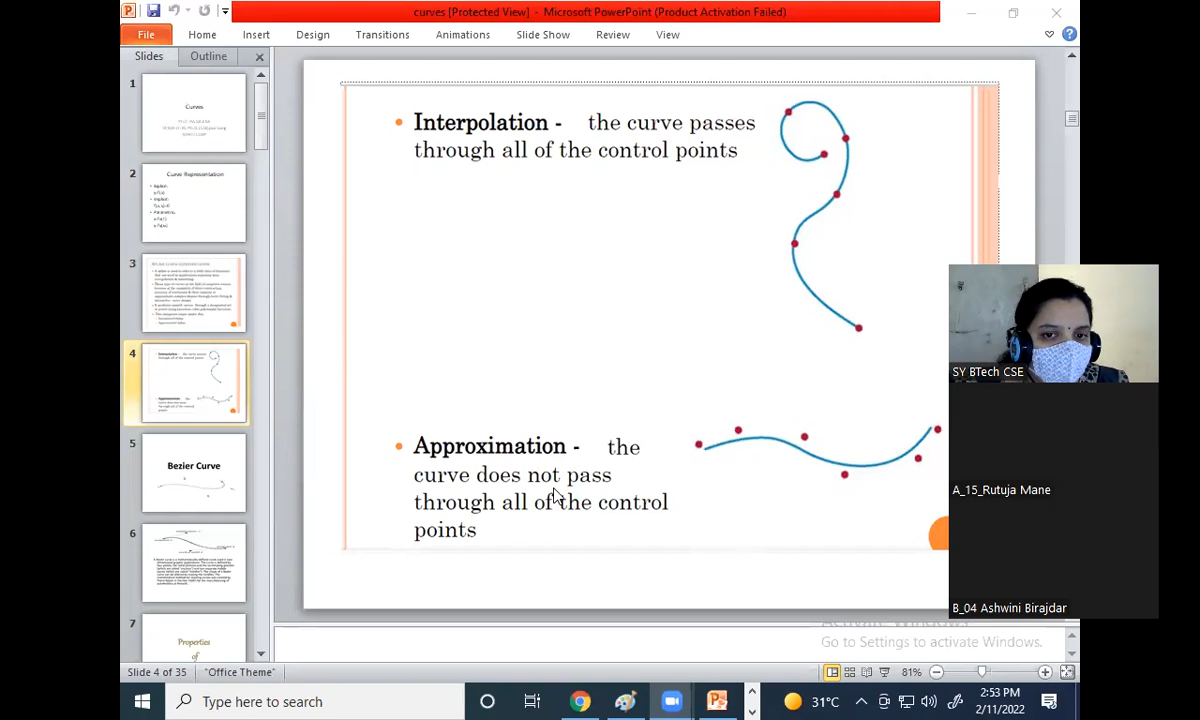 curves [Protected View] - Microsoft PowerPoint (Product Activation Failed)
File Home Insert Design Transitions Animations Slide Show Review View
Slides Outline
1
Curves
2
Curve Representation
3
4
5
Bezier Curve
6
7
Properties
of
• Interpolation - the curve passes
through all of the control points
• Approximation - the
curve does not pass
through all of the control
points
SY BTech CSE
A_15_Rutuja Mane
B_04 Ashwini Birajdar
Activate Windows
Go to Settings to activate Windows.
Slide 4 of 35 "Office Theme" 81%
Type here to search
31°C
2:53 PM
2/11/2022